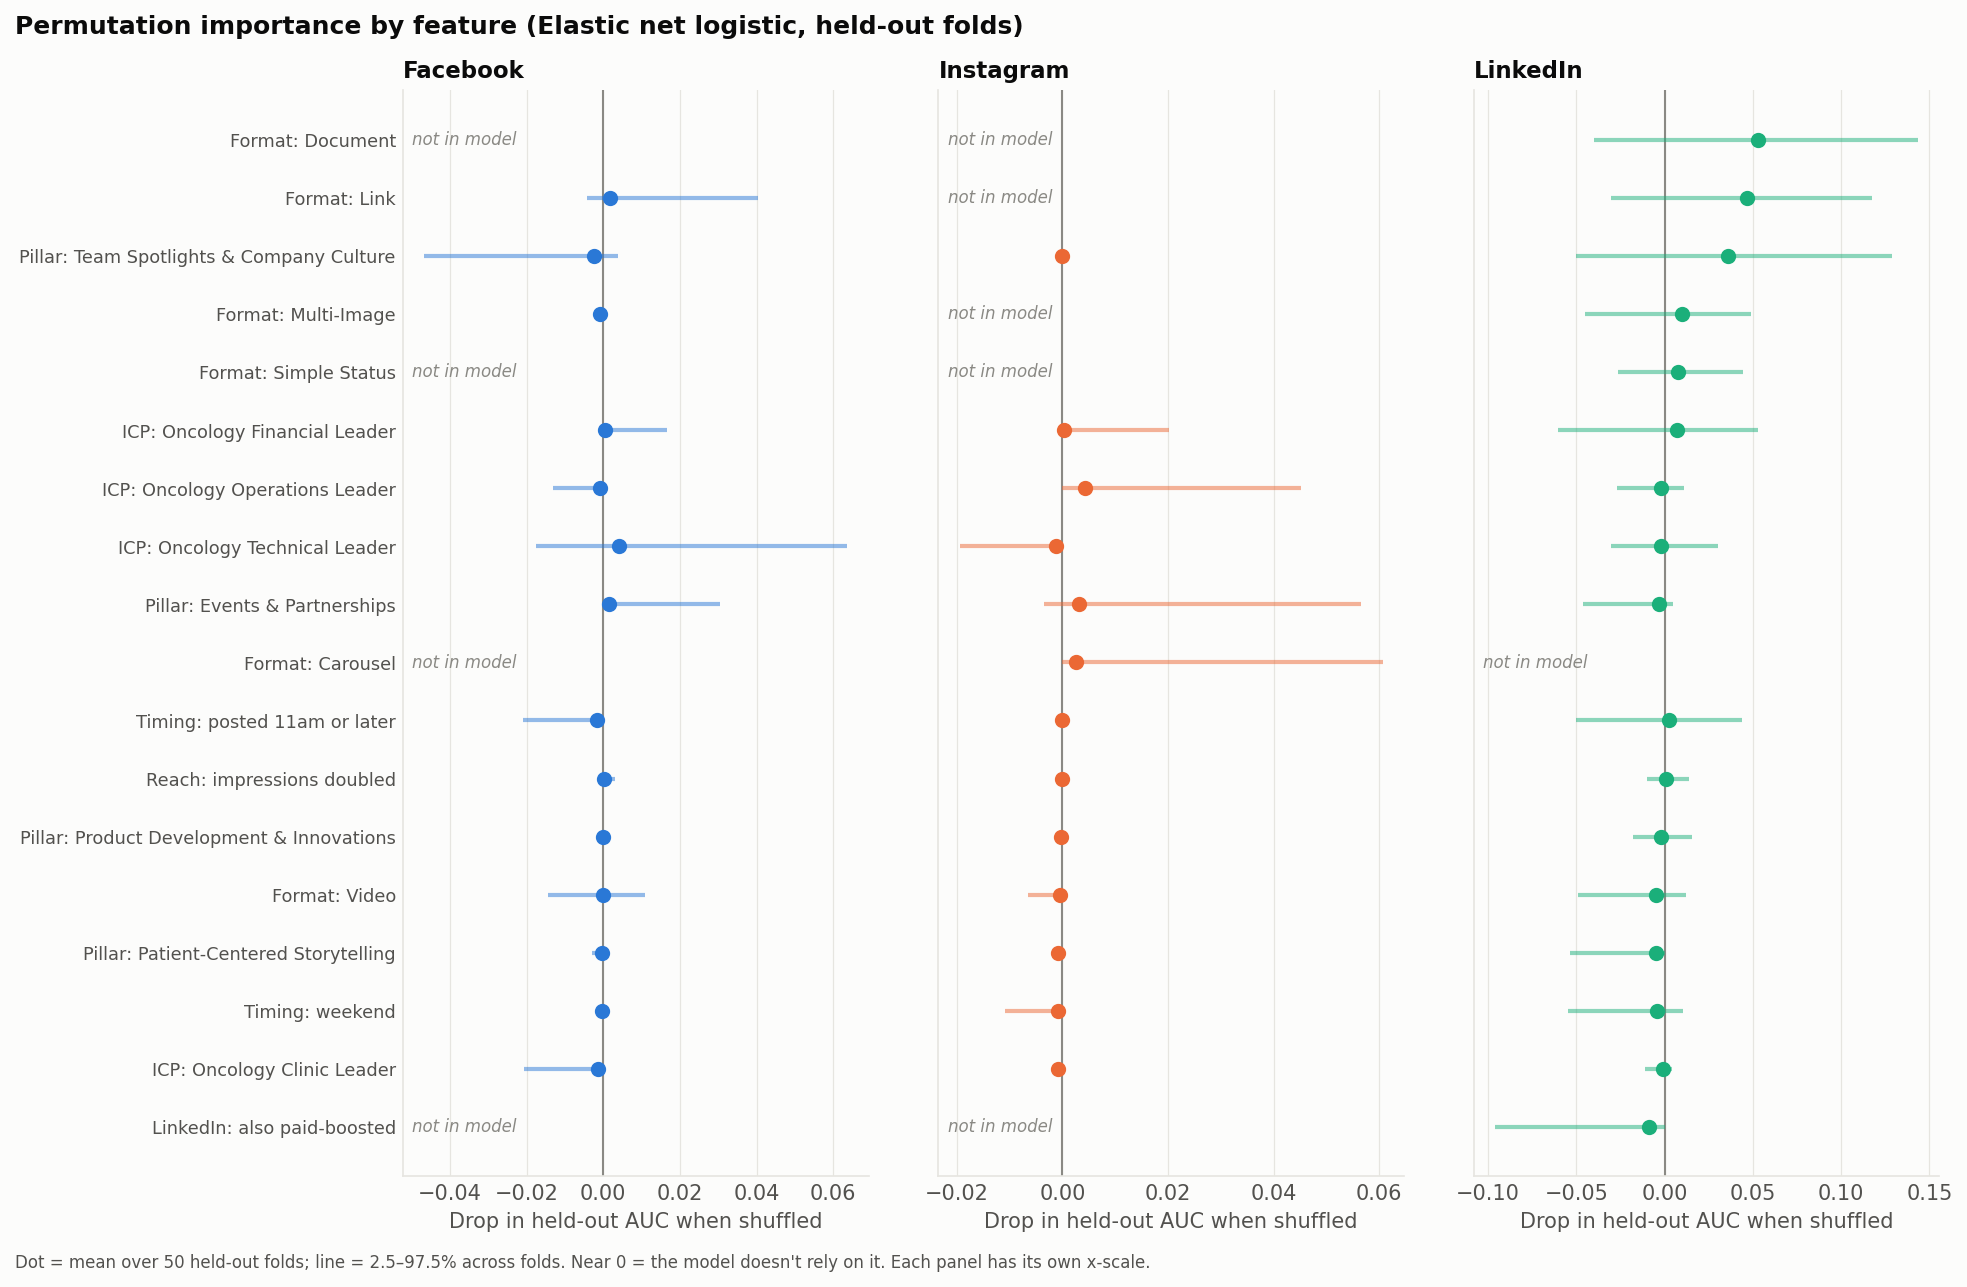 Permutation importance by feature (Elastic net logistic, held-out folds)
Facebook Instagram LinkedIn
Format: Document not in model not in model
Format: Link not in model
Pillar: Team Spotlights & Company Culture
Format: Multi-Image not in model
Format: Simple Status not in model not in model
ICP: Oncology Financial Leader
ICP: Oncology Operations Leader
ICP: Oncology Technical Leader
Pillar: Events & Partnerships
Format: Carousel not in model not in model
Timing: posted 11am or later
Reach: impressions doubled
Pillar: Product Development & Innovations
Format: Video
Pillar: Patient-Centered Storytelling
Timing: weekend
ICP: Oncology Clinic Leader
LinkedIn: also paid-boosted not in model not in model
−0.04 −0.02 0.00 0.02 0.04 0.06 −0.02 0.00 0.02 0.04 0.06 −0.10 −0.05 0.00 0.05 0.10 0.15
Drop in held-out AUC when shuffled Drop in held-out AUC when shuffled Drop in held-out AUC when shuffled
Dot = mean over 50 held-out folds; line = 2.5–97.5% across folds. Near 0 = the model doesn't rely on it. Each panel has its own x-scale.